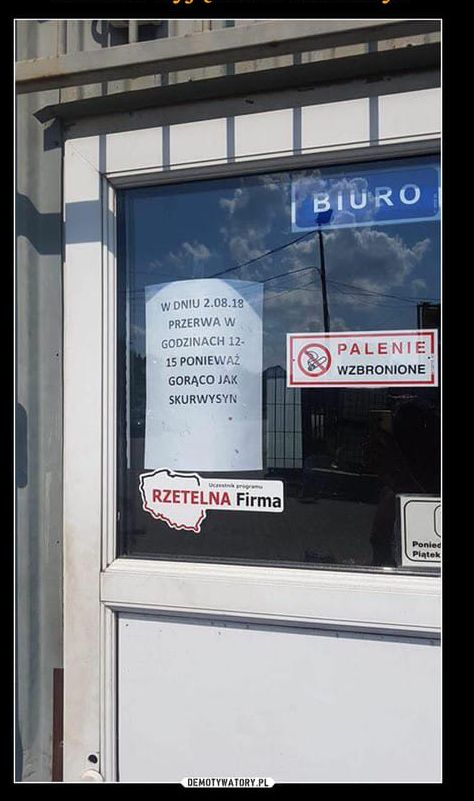 BIURO
W DNIU 2.08.18
PRZERWA W
GODZINACH 12-
15 PONIEWAŻ
GORĄCO JAK
SKURWYSYN
PALENIE
WZBRONIONE
Uczestnik programu
RZETELNA Firma
Ponied
Piątek
DEMOTYWATORY.PL